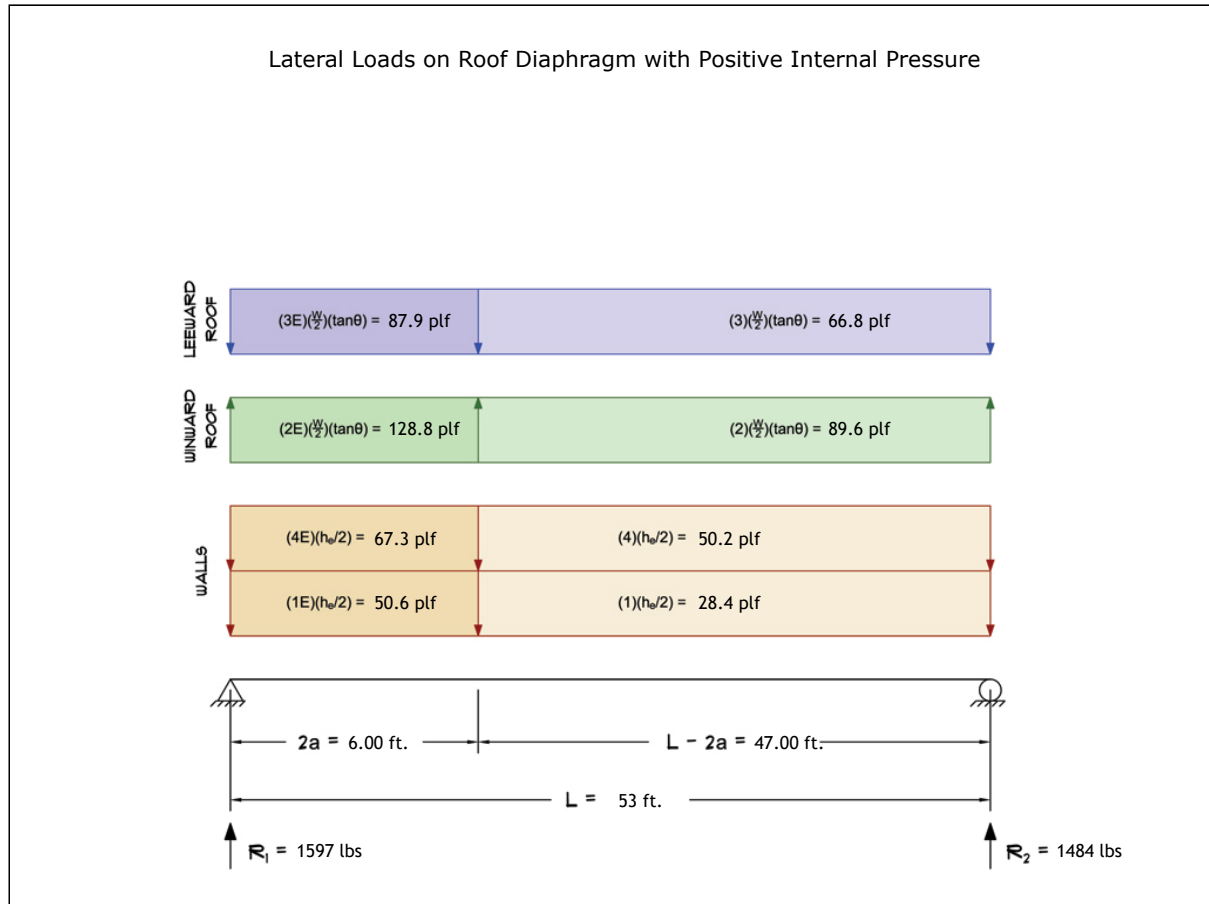 Lateral Loads on Roof Diaphragm with Positive Internal Pressure
LEEWARD
ROOF
(3E)(W/2)(tanθ) = 87.9 plf
(3)(W/2)(tanθ) = 66.8 plf
WINWARD
ROOF
(2E)(W/2)(tanθ) = 128.8 plf
(2)(W/2)(tanθ) = 89.6 plf
WALLS
(4E)(hₑ/2) = 67.3 plf
(4)(hₑ/2) = 50.2 plf
(1E)(hₑ/2) = 50.6 plf
(1)(hₑ/2) = 28.4 plf
2a = 6.00 ft.
L - 2a = 47.00 ft.
L = 53 ft.
R₁ = 1597 lbs
R₂ = 1484 lbs